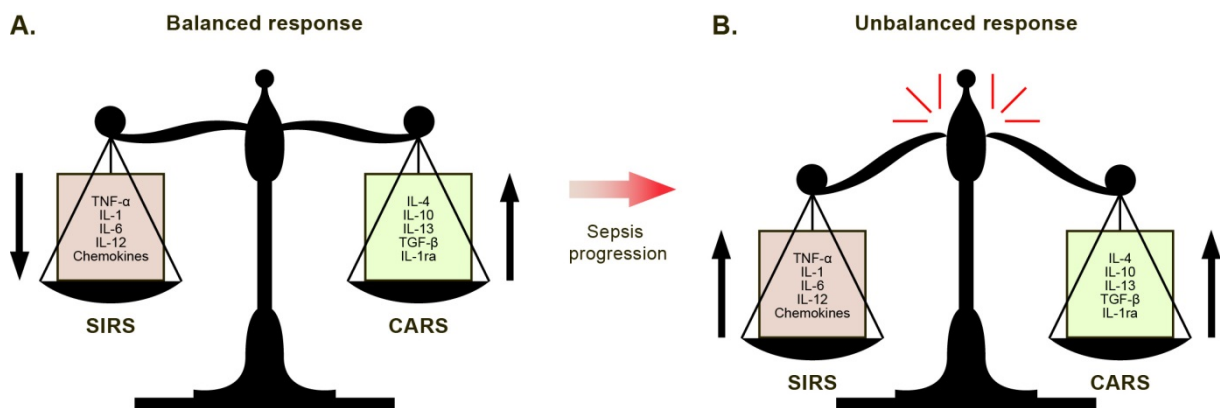 A.
Balanced response
TNF-α
IL-1
IL-6
IL-12
Chemokines
SIRS
IL-4
IL-10
IL-13
TGF-β
IL-1ra
CARS
Sepsis
progression
B.
Unbalanced response
TNF-α
IL-1
IL-6
IL-12
Chemokines
SIRS
IL-4
IL-10
IL-13
TGF-β
IL-1ra
CARS